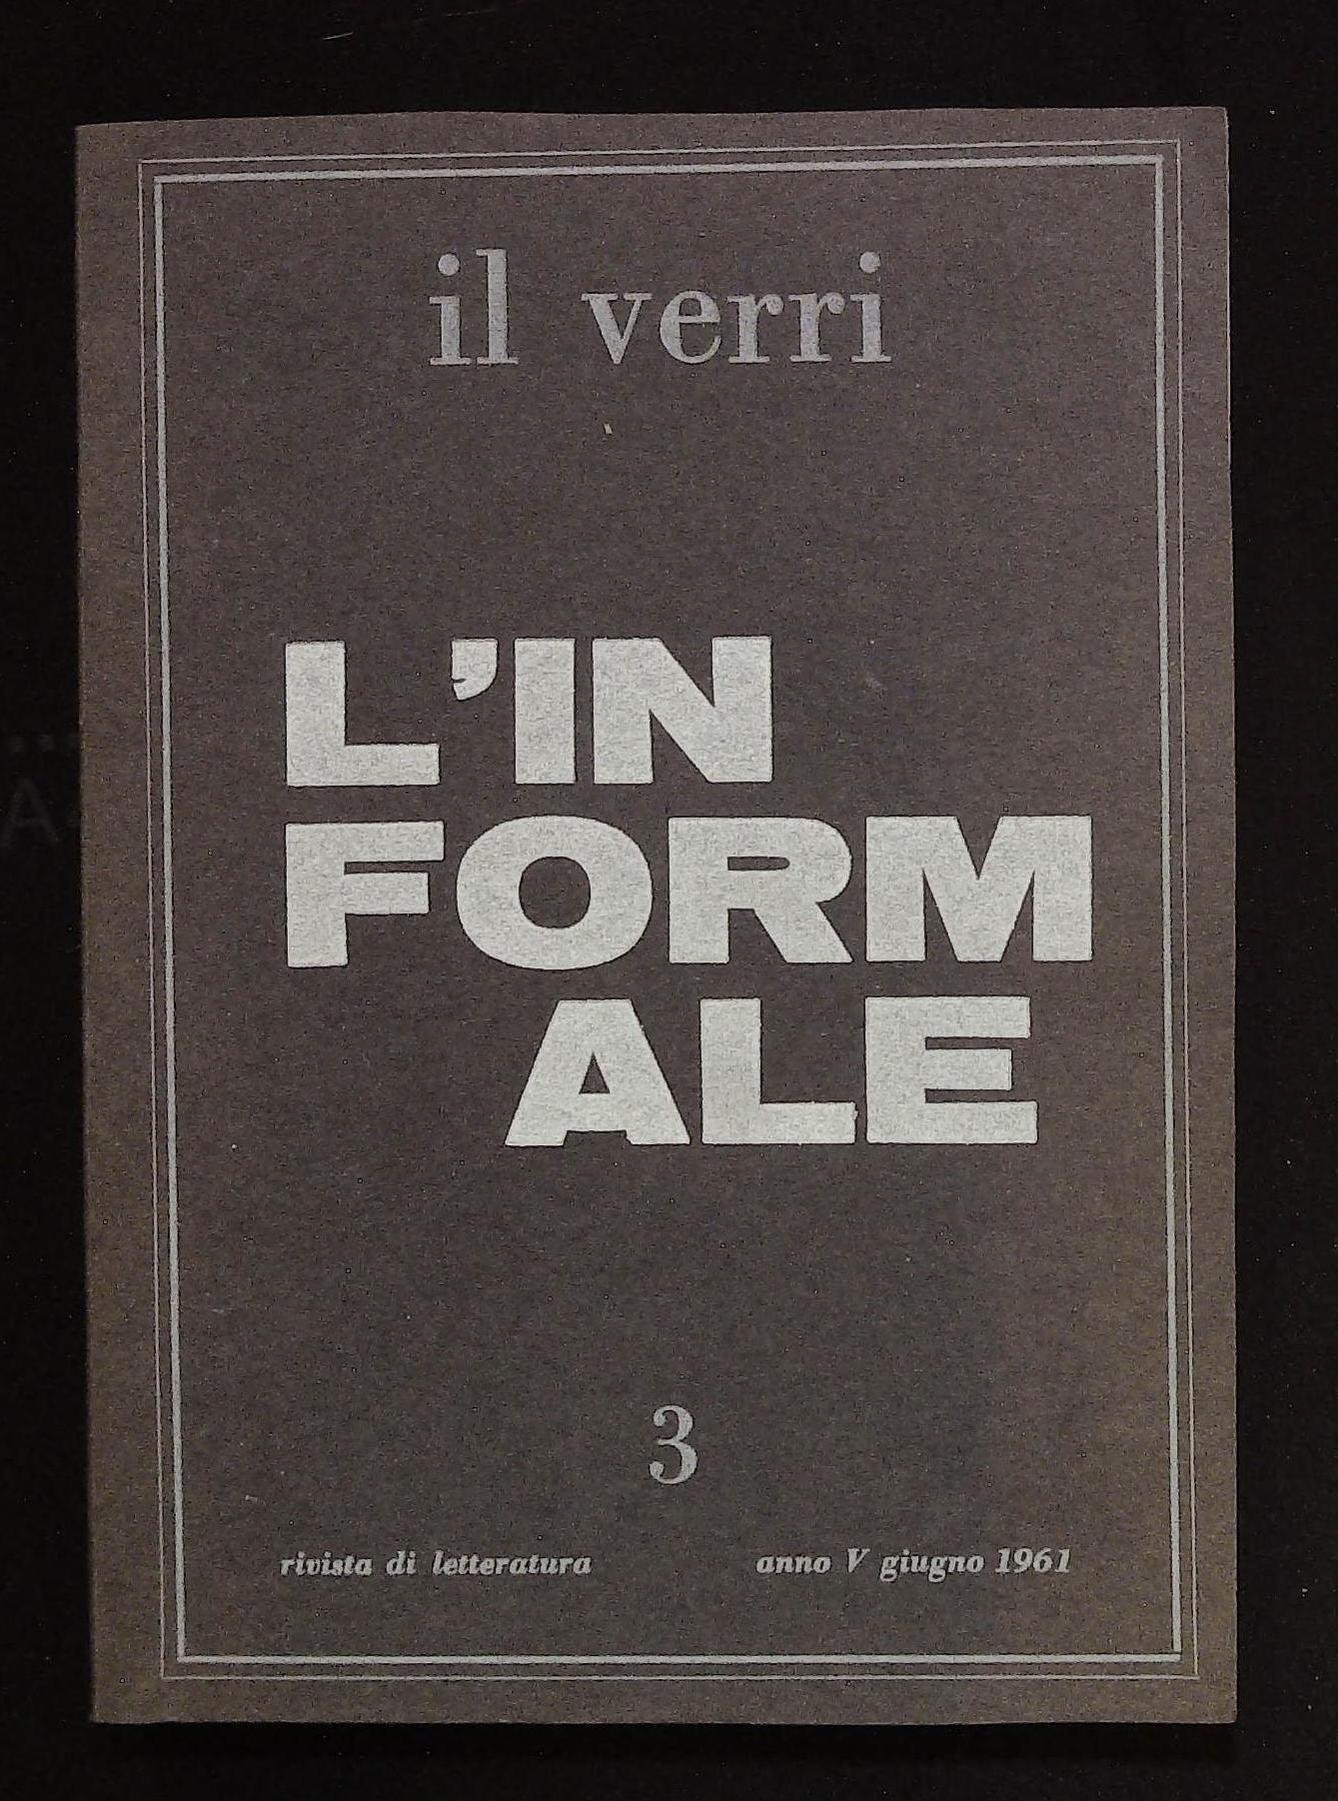 il verri
L'IN
FORM
ALE
3
rivista di letteratura anno V giugno 1961